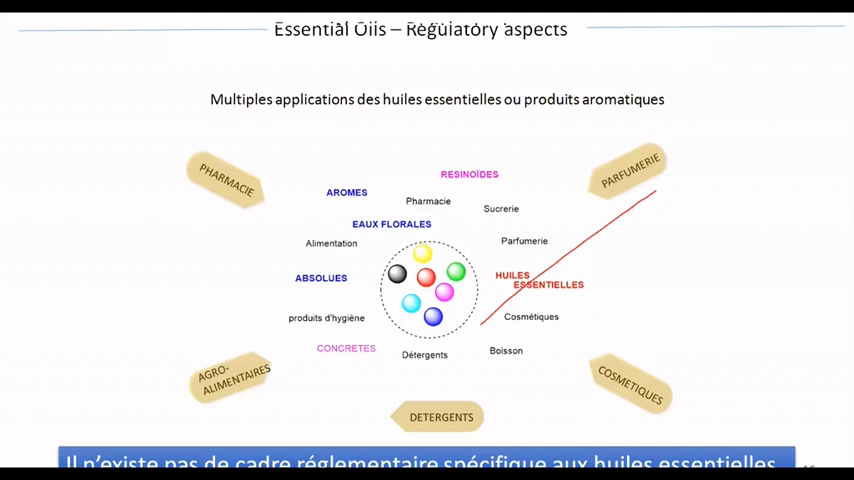 Essential Oils – Regulatory aspects
Multiples applications des huiles essentielles ou produits aromatiques
PHARMACIE
PARFUMERIE
RESINOÏDES
AROMES
Pharmacie
Sucrerie
EAUX FLORALES
Alimentation
Parfumerie
ABSOLUES
HUILES
ESSENTIELLES
produits d'hygiène
Cosmétiques
CONCRETES
Détergents
Boisson
AGRO-
ALIMENTAIRES
COSMETIQUES
DETERGENTS
Il n'existe pas de cadre réglementaire spécifique aux huiles essentielles